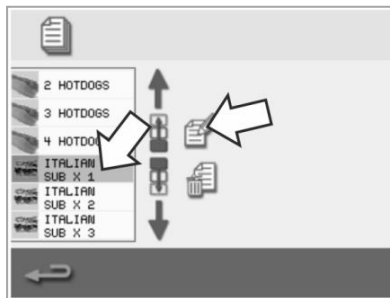 2 HOTDOGS
3 HOTDOGS
4 HOTDO
ITALIAN
SUB X 1
ITALIAN
SUB X 2
ITALIAN
SUB X 3